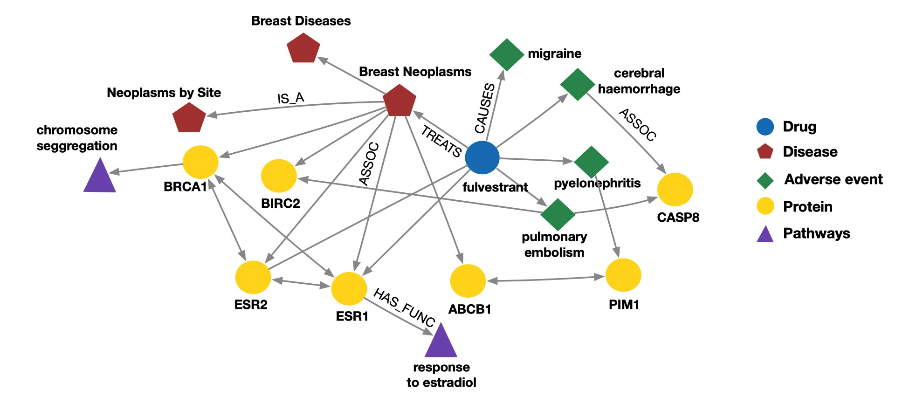 Breast Diseases
migraine
Breast Neoplasms
cerebral
haemorrhage
Neoplasms by Site
IS_A
CAUSES
ASSOC
chromosome
seggregation
TREATS
ASSOC
BRCA1
BIRC2
fulvestrant
pyelonephritis
CASP8
pulmonary
embolism
ESR2
ESR1
HAS_FUNC
ABCB1
PIM1
response
to estradiol
Drug
Disease
Adverse event
Protein
Pathways